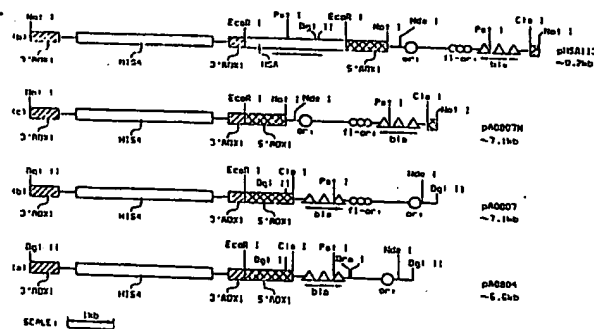 Pst I
EcoR I
Cla I
Not I
EcoR I
Bgl II
Not I
Nde I
Pst I
Not I
3'AOX1
HIS4
3'AOX1
HSA
5'AOX1
ori
f1-ori
bla
EcoR I
Not I
Nde I
Pst I
Cla I
Not I
(c)
Not I
3'AOX1
HIS4
3'AOX1
5'AOX1
ori
f1-ori
bla
pAO807N
~7.1kb
EcoR I
Cla I
Nde I
Bgl II
Bgl II
Pst I
Bgl II
(b)
3'AOX1
HIS4
3'AOX1
5'AOX1
bla
f1-ori
ori
pAO807
~7.1kb
EcoR I
Cla I
Pst I
Nde I
Bgl II
Bgl II
Dra I
Bgl II
(a)
3'AOX1
HIS4
3'AOX1
5'AOX1
bla
ori
pAO804
~6.6kb
SCALE:
1kb